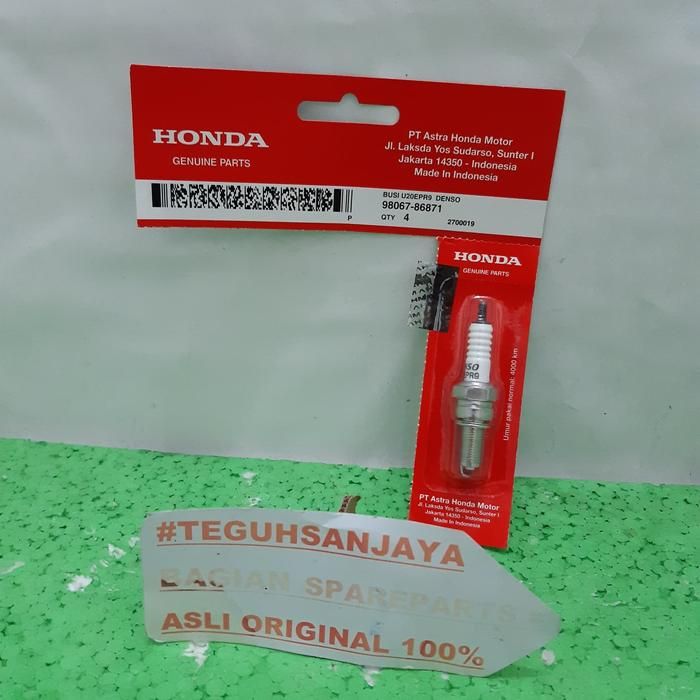 HONDA
GENUINE PARTS
PT Astra Honda Motor
Jl. Laksda Yos Sudarso, Sunter I
Jakarta 14350 - Indonesia
Made In Indonesia
BUSI U20EPR9 DENSO
98067-86871
QTY 4
2700019
P
HONDA
GENUINE PARTS
NSO
PR9
Umur pakai normal: 4000 km
PT Astra Honda Motor
Jl. Laksda Yos Sudarso, Sunter I
Jakarta 14350 - Indonesia
Made In Indonesia
#TEGUHSANJAYA
BAGIAN SPAREPARTS
ASLI ORIGINAL 100%